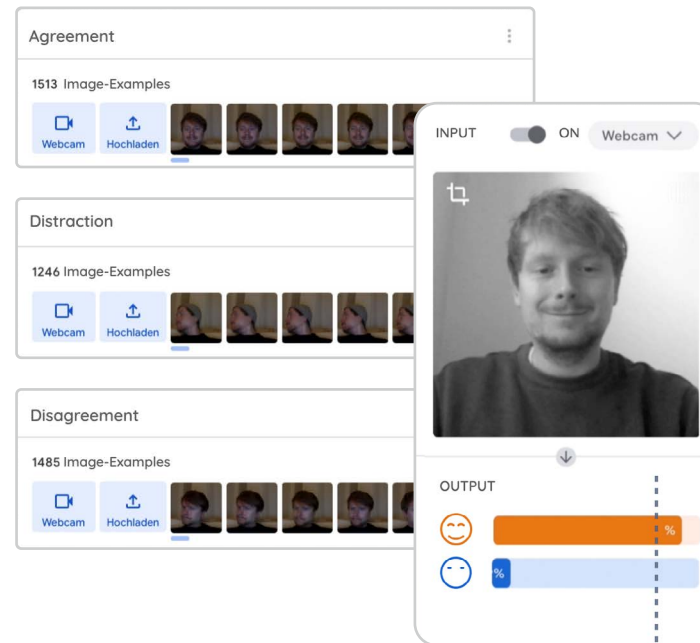 Agreement
1513 Image-Examples
Webcam
Hochladen
Distraction
1246 Image-Examples
Webcam
Hochladen
Disagreement
1485 Image-Examples
Webcam
Hochladen
INPUT
ON
Webcam
OUTPUT
%
%